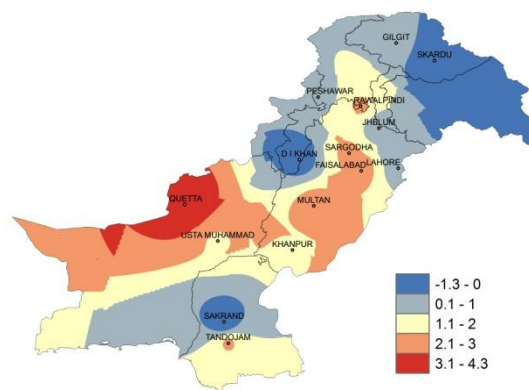 GILGIT
SKARDU
PESHAWAR
RAWALPINDI
JHELUM
D I KHAN
SARGODHA
FAISALABAD
LAHORE
QUETTA
MULTAN
USTA MUHAMMAD
KHANPUR
SAKRAND
TANDOJAM
-1.3 - 0
0.1 - 1
1.1 - 2
2.1 - 3
3.1 - 4.3